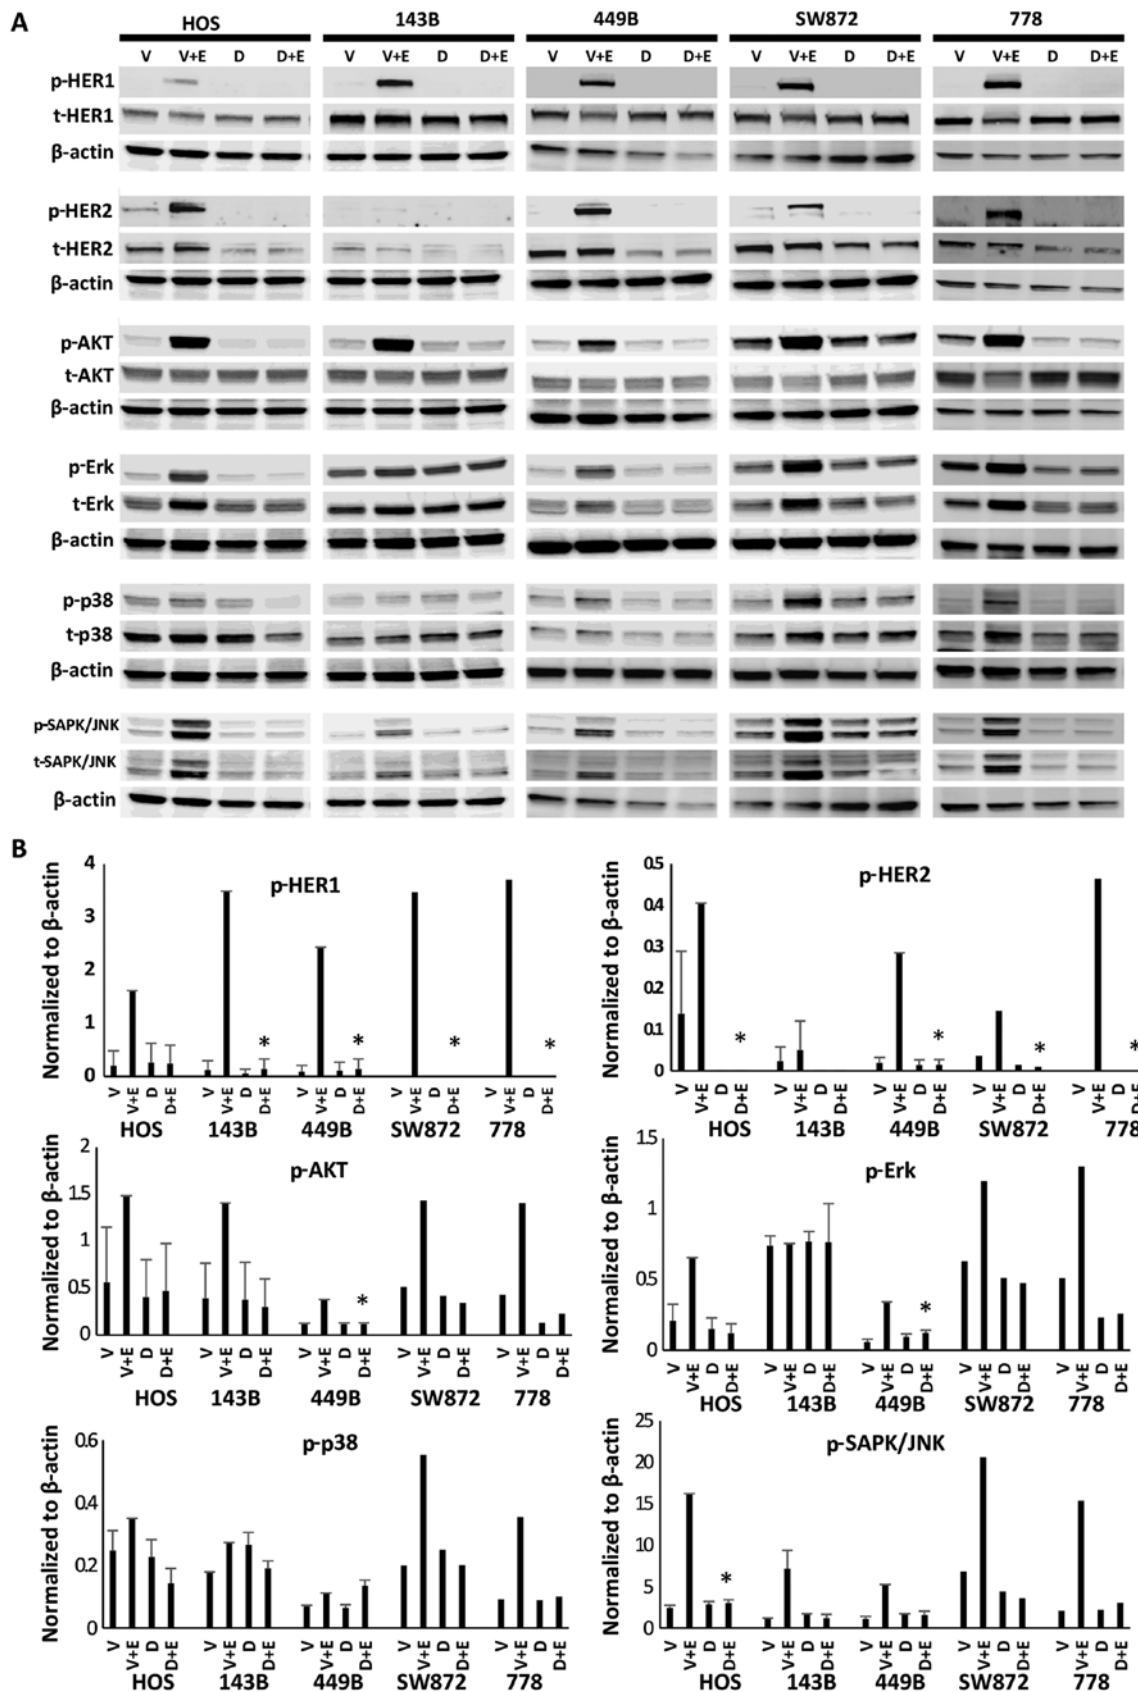 A
HOS 143B 449B SW872 778
V V+E D D+E V V+E D D+E V V+E D D+E V V+E D D+E V V+E D D+E
p-HER1
t-HER1
β-actin
p-HER2
t-HER2
β-actin
p-AKT
t-AKT
β-actin
p-Erk
t-Erk
β-actin
p-p38
t-p38
β-actin
p-SAPK/JNK
t-SAPK/JNK
β-actin
B
p-HER1
Normalized to β-actin
4
3
2
1
0
* * * *
V V+E D D+E V V+E D D+E V V+E D D+E V V+E D D+E V V+E D D+E
HOS 143B 449B SW872 778
p-HER2
Normalized to β-actin
0.5
0.4
0.3
0.2
0.1
0
* * * *
V V+E D D+E V V+E D D+E V V+E D D+E V V+E D D+E V V+E D D+E
HOS 143B 449B SW872 778
p-AKT
Normalized to β-actin
2
1.5
1
0.5
0
*
V V+E D D+E V V+E D D+E V V+E D D+E V V+E D D+E V V+E D D+E
HOS 143B 449B SW872 778
p-Erk
Normalized to β-actin
1.5
1
0.5
0
*
V V+E D D+E V V+E D D+E V V+E D D+E V V+E D D+E V V+E D D+E
HOS 143B 449B SW872 778
p-p38
Normalized to β-actin
0.6
0.4
0.2
0
V V+E D D+E V V+E D D+E V V+E D D+E V V+E D D+E V V+E D D+E
HOS 143B 449B SW872 778
p-SAPK/JNK
Normalized to β-actin
25
20
15
10
5
0
*
V V+E D D+E V V+E D D+E V V+E D D+E V V+E D D+E V V+E D D+E
HOS 143B 449B SW872 778